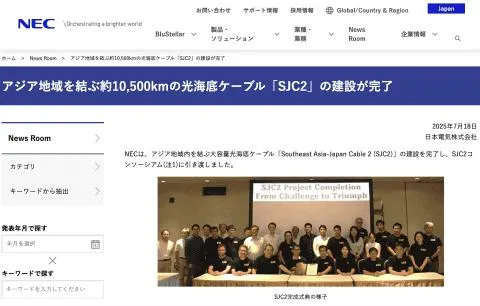 お問い合わせ サポート情報 採用情報 Global/Country & Region Japan
NEC \Orchestrating a brighter world
BluStellar 製品・ソリューション 業種・業務 News Room 企業情報
ホーム > News Room > アジア地域を結ぶ約10,500kmの光海底ケーブル「SJC2」の建設が完了
アジア地域を結ぶ約10,500kmの光海底ケーブル「SJC2」の建設が完了
2025年7月18日
日本電気株式会社
News Room
カテゴリ
キーワードから抽出
発表年月で探す
年月を選択
キーワードで探す
キーワードを入力してください
NECは、アジア地域内を結ぶ大容量光海底ケーブル「Southeast Asia-Japan Cable 2 (SJC2)」の建設を完了し、SJC2コ
ンソーシアム(注1)に引き渡しました。
SJC2 Project Completion
From Challenge to Triumph
SJC2完成式典の様子